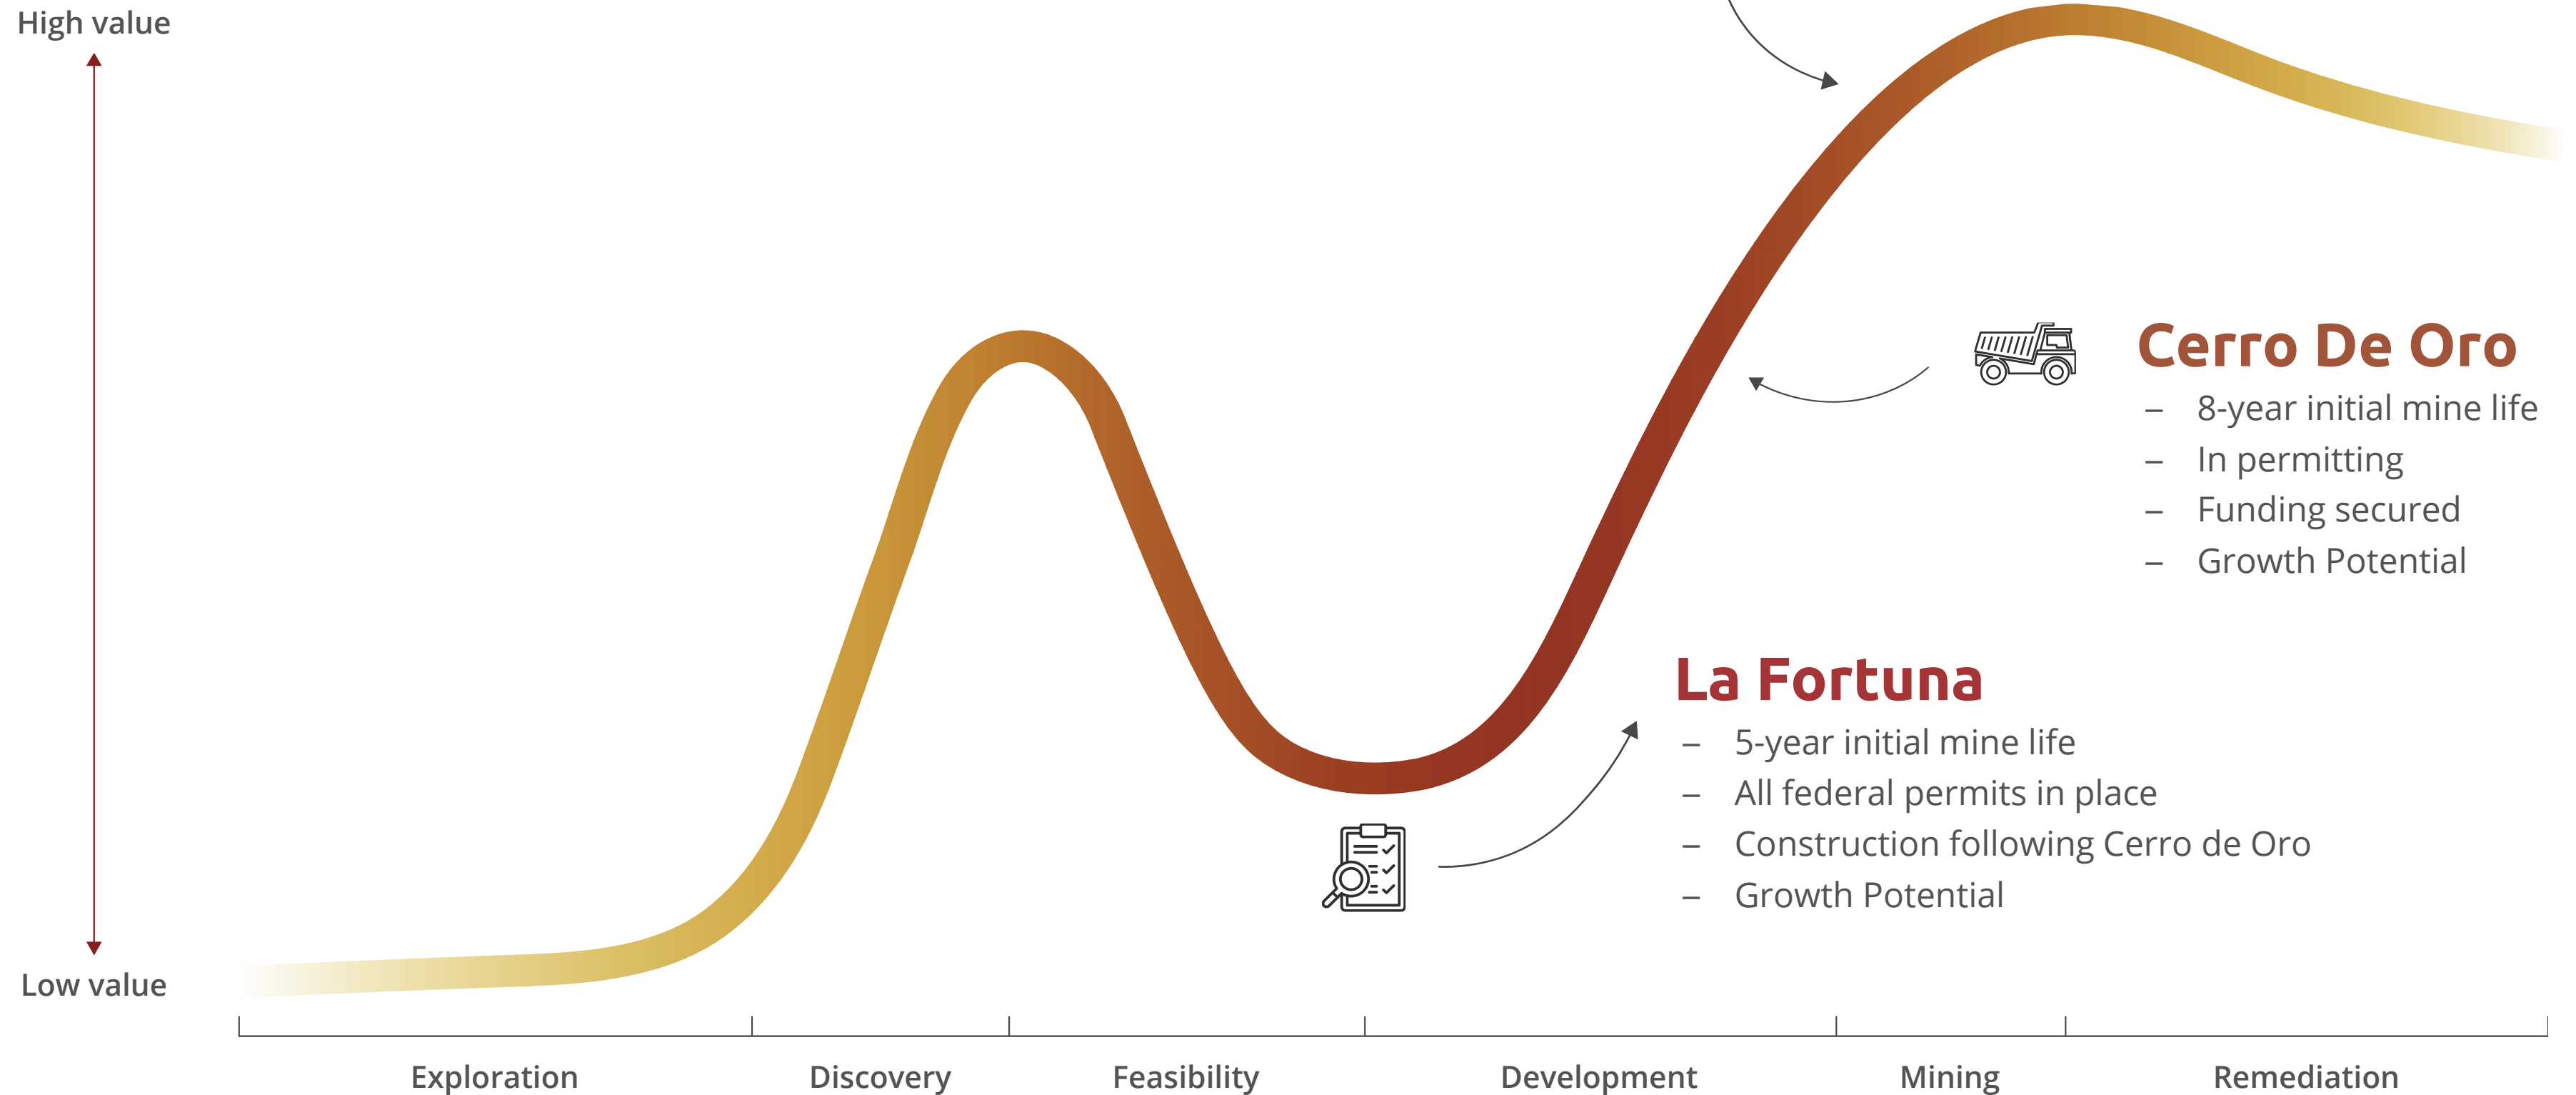 High value
Cerro De Oro
– 8-year initial mine life
– In permitting
– Funding secured
– Growth Potential
La Fortuna
– 5-year initial mine life
– All federal permits in place
– Construction following Cerro de Oro
– Growth Potential
Low value
Exploration Discovery Feasibility Development Mining Remediation